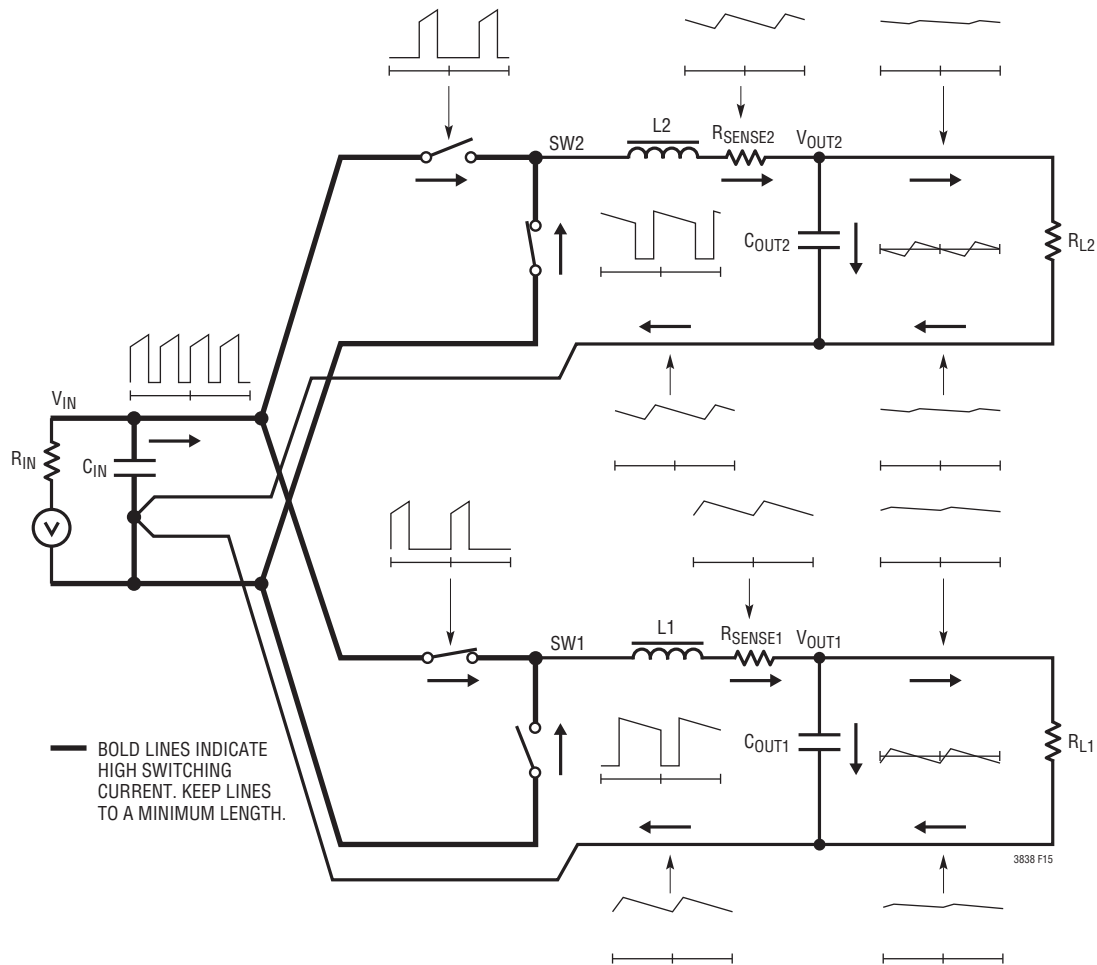 L2
RSENSE2
VOUT2
SW2
COUT2
RL2
VIN
RIN
CIN
V
L1
RSENSE1
VOUT1
SW1
COUT1
RL1
BOLD LINES INDICATE
HIGH SWITCHING
CURRENT. KEEP LINES
TO A MINIMUM LENGTH.
3838 F15